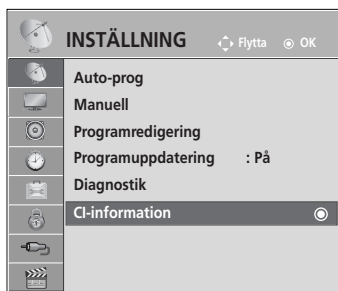 INSTÄLLNING Flytta OK
Auto-prog
Manuell
Programredigering
Programuppdatering : På
Diagnostik
CI-information